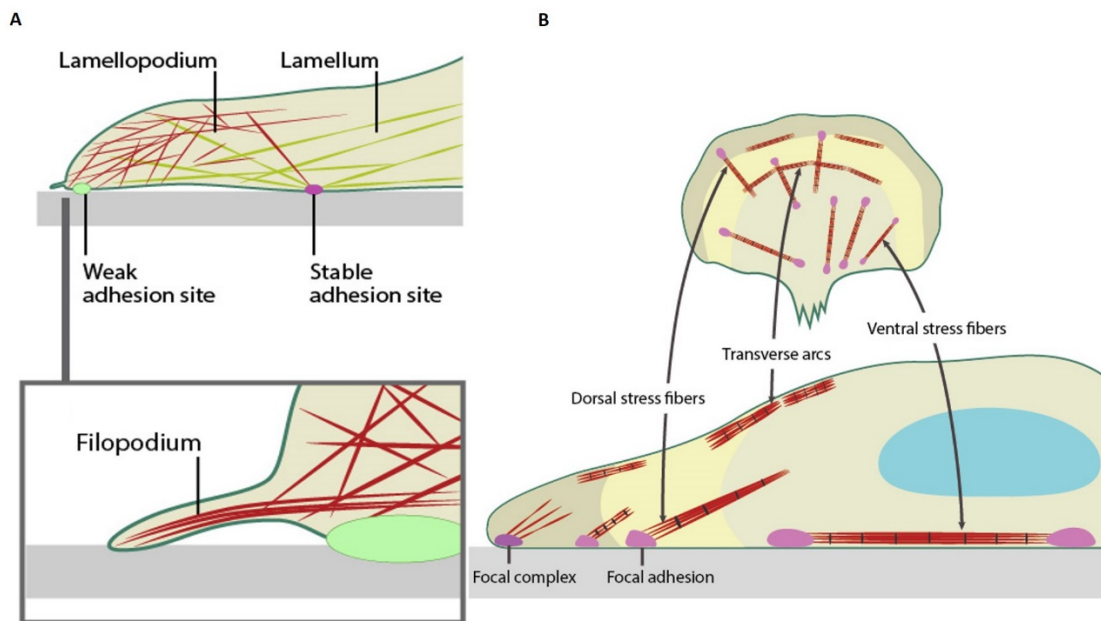 A
Lamellopodium
Lamellum
Weak
adhesion site
Stable
adhesion site
Filopodium
B
Ventral stress fibers
Transverse arcs
Dorsal stress fibers
Focal complex
Focal adhesion